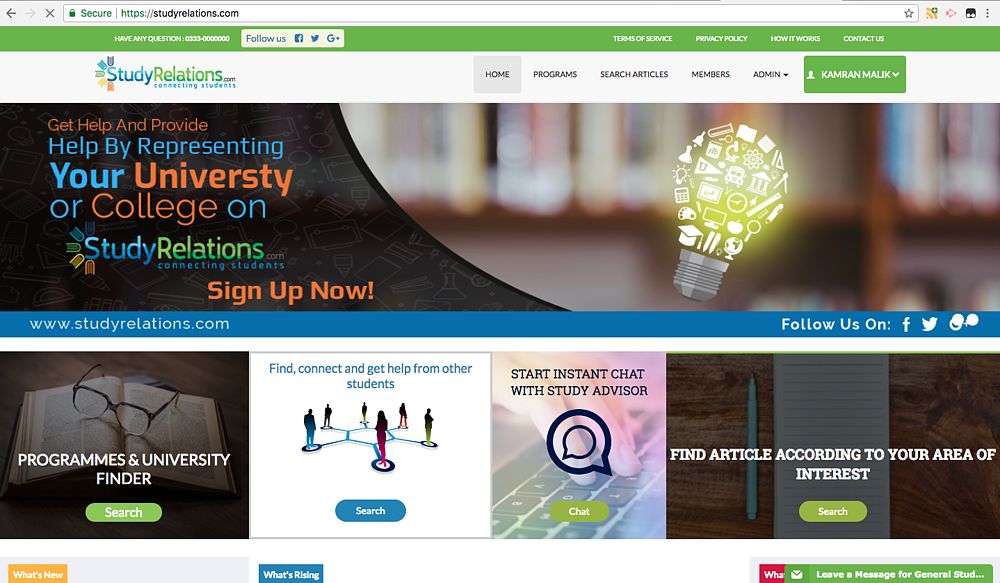 Secure | https://studyrelations.com
HAVE ANY QUESTION : 0333-0000000
Follow us
TERMS OF SERVICE
PRIVACY POLICY
HOW IT WORKS
CONTACT US
StudyRelations.com
connecting students
HOME
PROGRAMS
SEARCH ARTICLES
MEMBERS
ADMIN
KAMRAN MALIK
Get Help And Provide
Help By Representing
Your Universty
or College on
StudyRelations.com
connecting students
Sign Up Now!
www.studyrelations.com
Follow Us On:
PROGRAMMES & UNIVERSITY
FINDER
Search
Find, connect and get help from other
students
Search
START INSTANT CHAT
WITH STUDY ADVISOR
Chat
FIND ARTICLE ACCORDING TO YOUR AREA OF
INTEREST
Search
What's New
What's Rising
Wha
Leave a Message for General Stud...